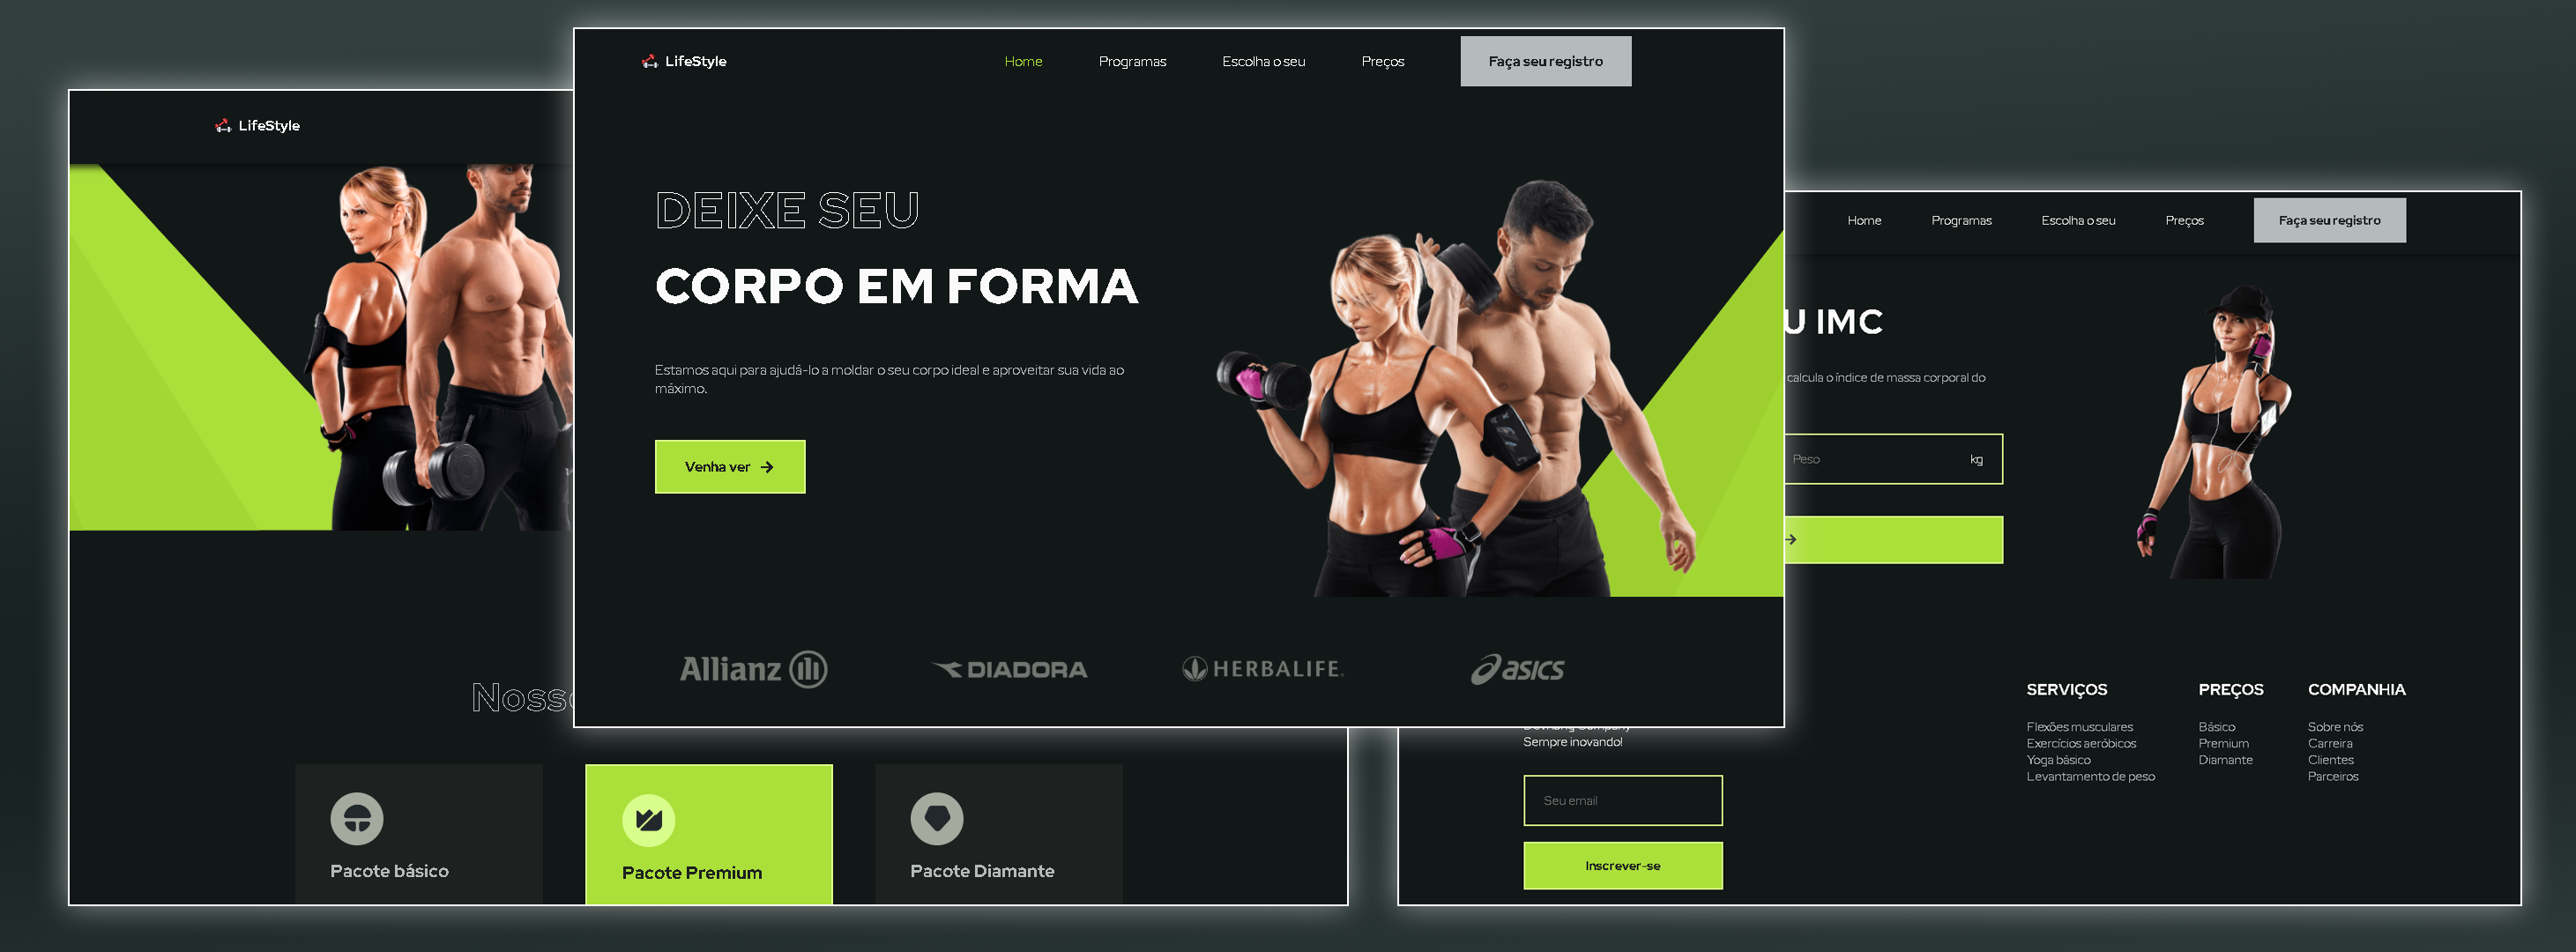 LifeStyle
Nosso
Pacote básico
Pacote Premium
Pacote Diamante
LifeStyle
Home
Programas
Escolha o seu
Preços
Faça seu registro
DEIXE SEU
CORPO EM FORMA
Estamos aqui para ajudá-lo a moldar o seu corpo ideal e aproveitar sua vida ao
máximo.
Venha ver →
Allianz
DIADORA
HERBALIFE
asics
Home
Programas
Escolha o seu
Preços
Faça seu registro
U IMC
calcula o índice de massa corporal do
Peso
kg
→
Sempre inovando!
Seu email
Inscrever-se
SERVIÇOS
Flexões musculares
Exercícios aeróbicos
Yoga básico
Levantamento de peso
PREÇOS
Básico
Premium
Diamante
COMPANHIA
Sobre nós
Carreira
Clientes
Parceiros